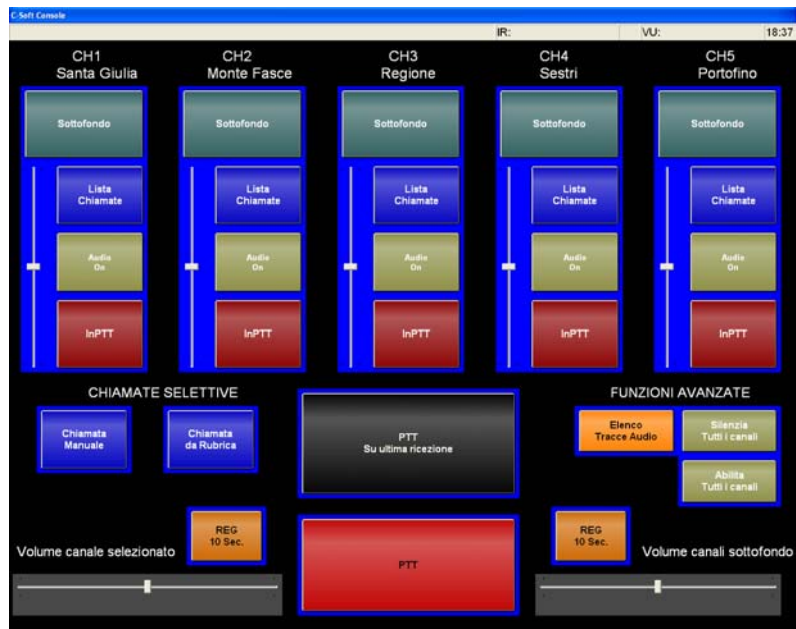 C-Soft Console
IR: VU: 18:37
CH1 CH2 CH3 CH4 CH5
Santa Giulia Monte Fasce Regione Sestri Portofino
Sottofondo Sottofondo Sottofondo Sottofondo Sottofondo
Lista Lista Lista Lista Lista
Chiamate Chiamate Chiamate Chiamate Chiamate
Audio Audio Audio Audio Audio
On On On On On
InPTT InPTT InPTT InPTT InPTT
CHIAMATE SELETTIVE
Chiamata
Manuale
Chiamata
da Rubrica
PTT
Su ultima ricezione
FUNZIONI AVANZATE
Elenco
Tracce Audio
Silenzia
Tutti i canali
Abilita
Tutti i canali
REG
10 Sec.
Volume canale selezionato
PTT
REG
10 Sec.
Volume canali sottofondo